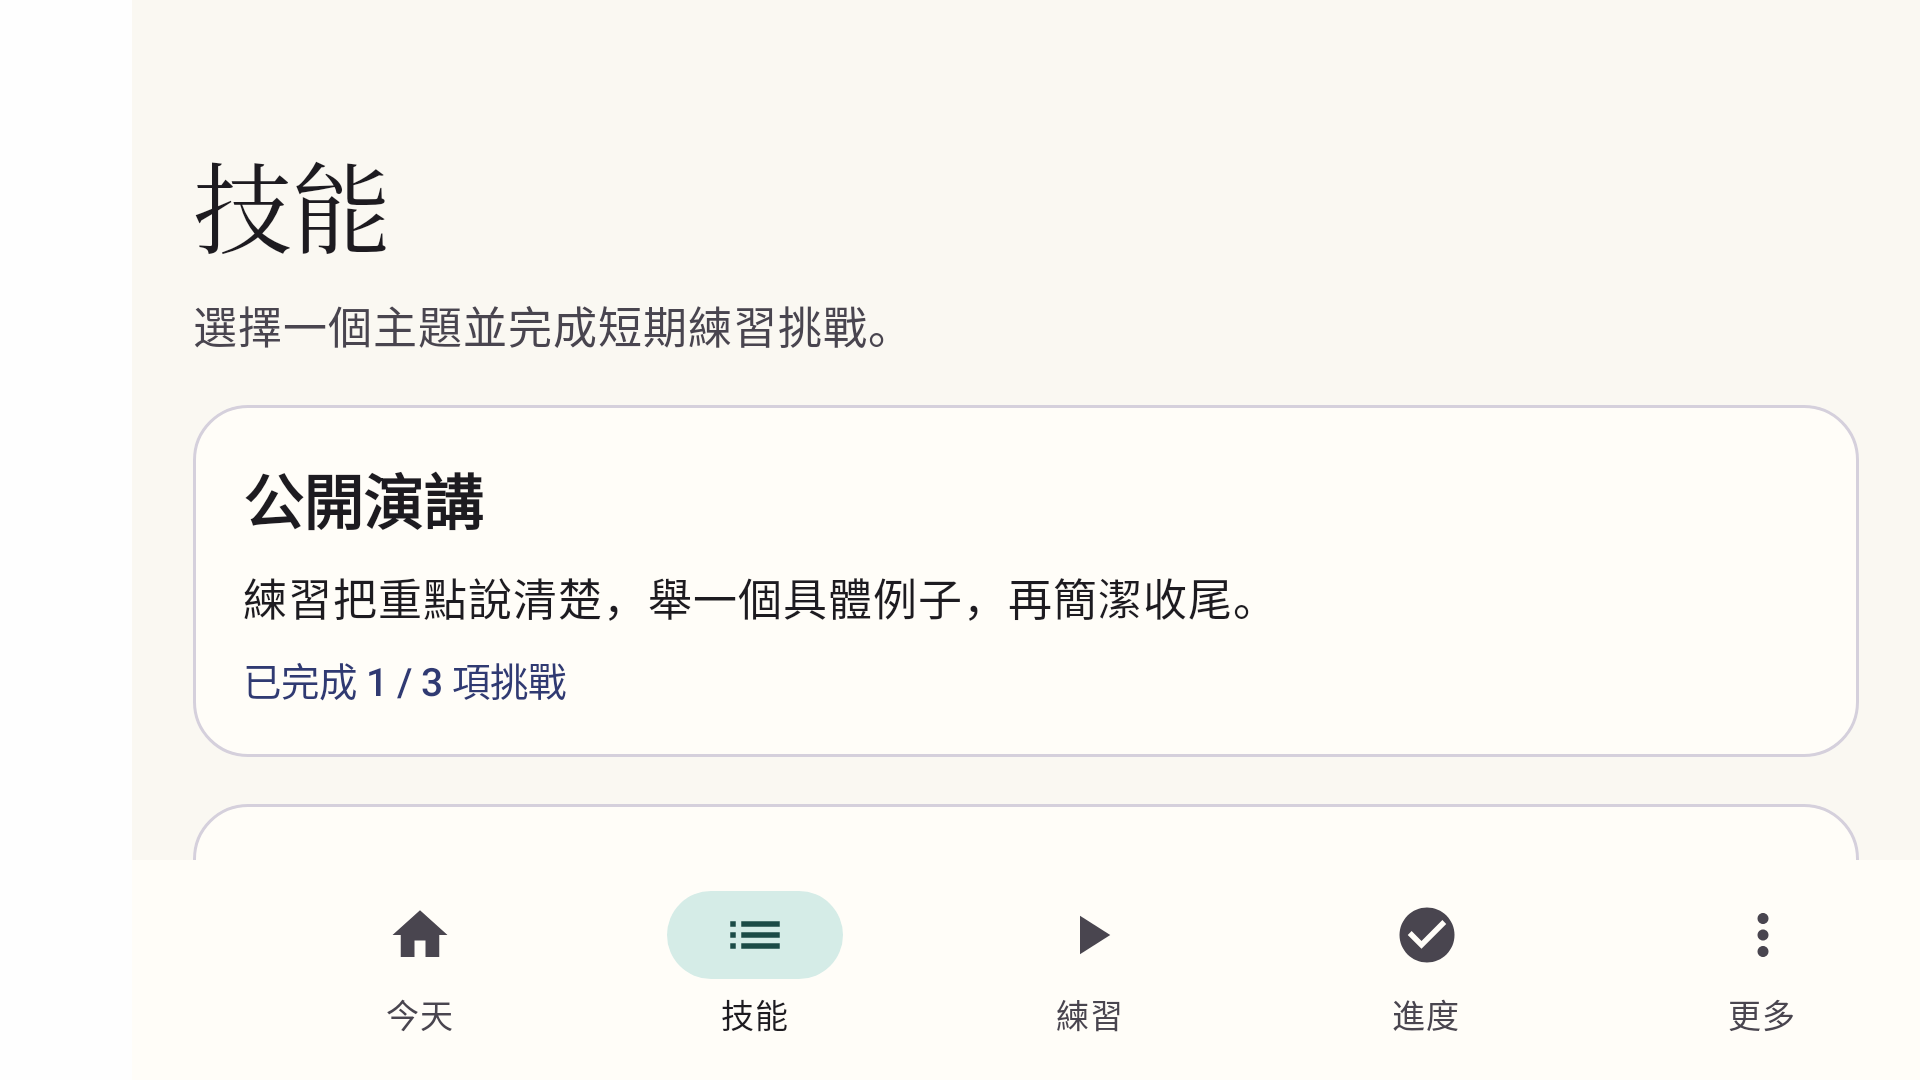 技能
選擇一個主題並完成短期練習挑戰。
公開演講
練習把重點說清楚，舉一個具體例子，再簡潔收尾。
已完成 1 / 3 項挑戰
今天
技能
練習
進度
更多